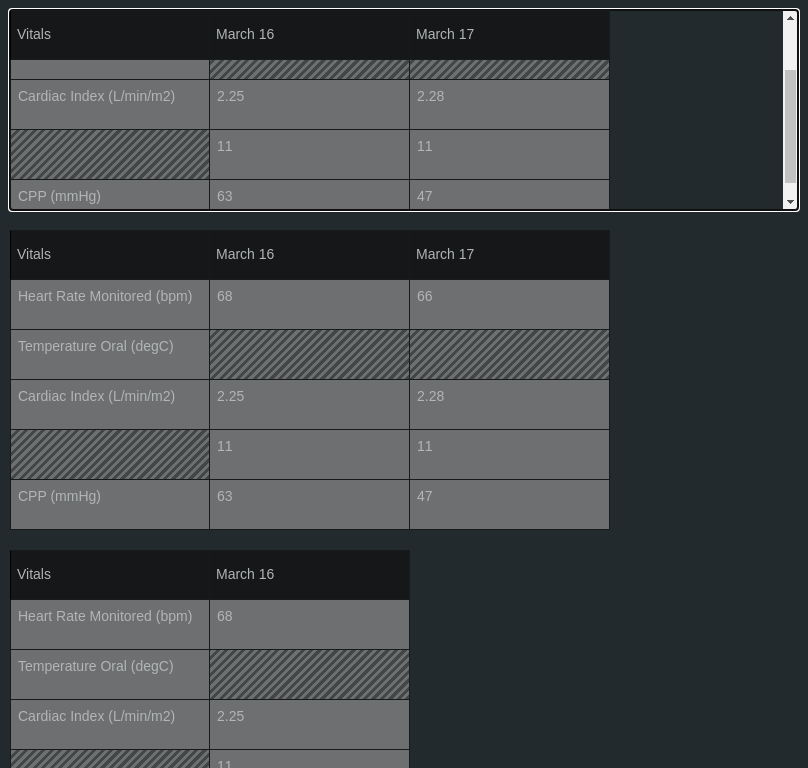 Vitals March 16 March 17
Cardiac Index (L/min/m2) 2.25 2.28
11 11
CPP (mmHg) 63 47
Vitals March 16 March 17
Heart Rate Monitored (bpm) 68 66
Temperature Oral (degC)
Cardiac Index (L/min/m2) 2.25 2.28
11 11
CPP (mmHg) 63 47
Vitals March 16
Heart Rate Monitored (bpm) 68
Temperature Oral (degC)
Cardiac Index (L/min/m2) 2.25
11